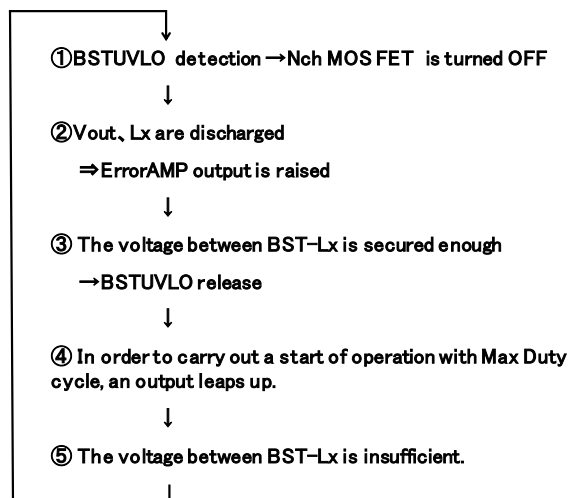 ①BSTUVLO detection→Nch MOS FET is turned OFF
↓
②Vout、Lx are discharged
⇒ErrorAMP output is raised
↓
③ The voltage between BST-Lx is secured enough
→BSTUVLO release
↓
④ In order to carry out a start of operation with Max Duty
cycle, an output leaps up.
↓
⑤ The voltage between BST-Lx is insufficient.